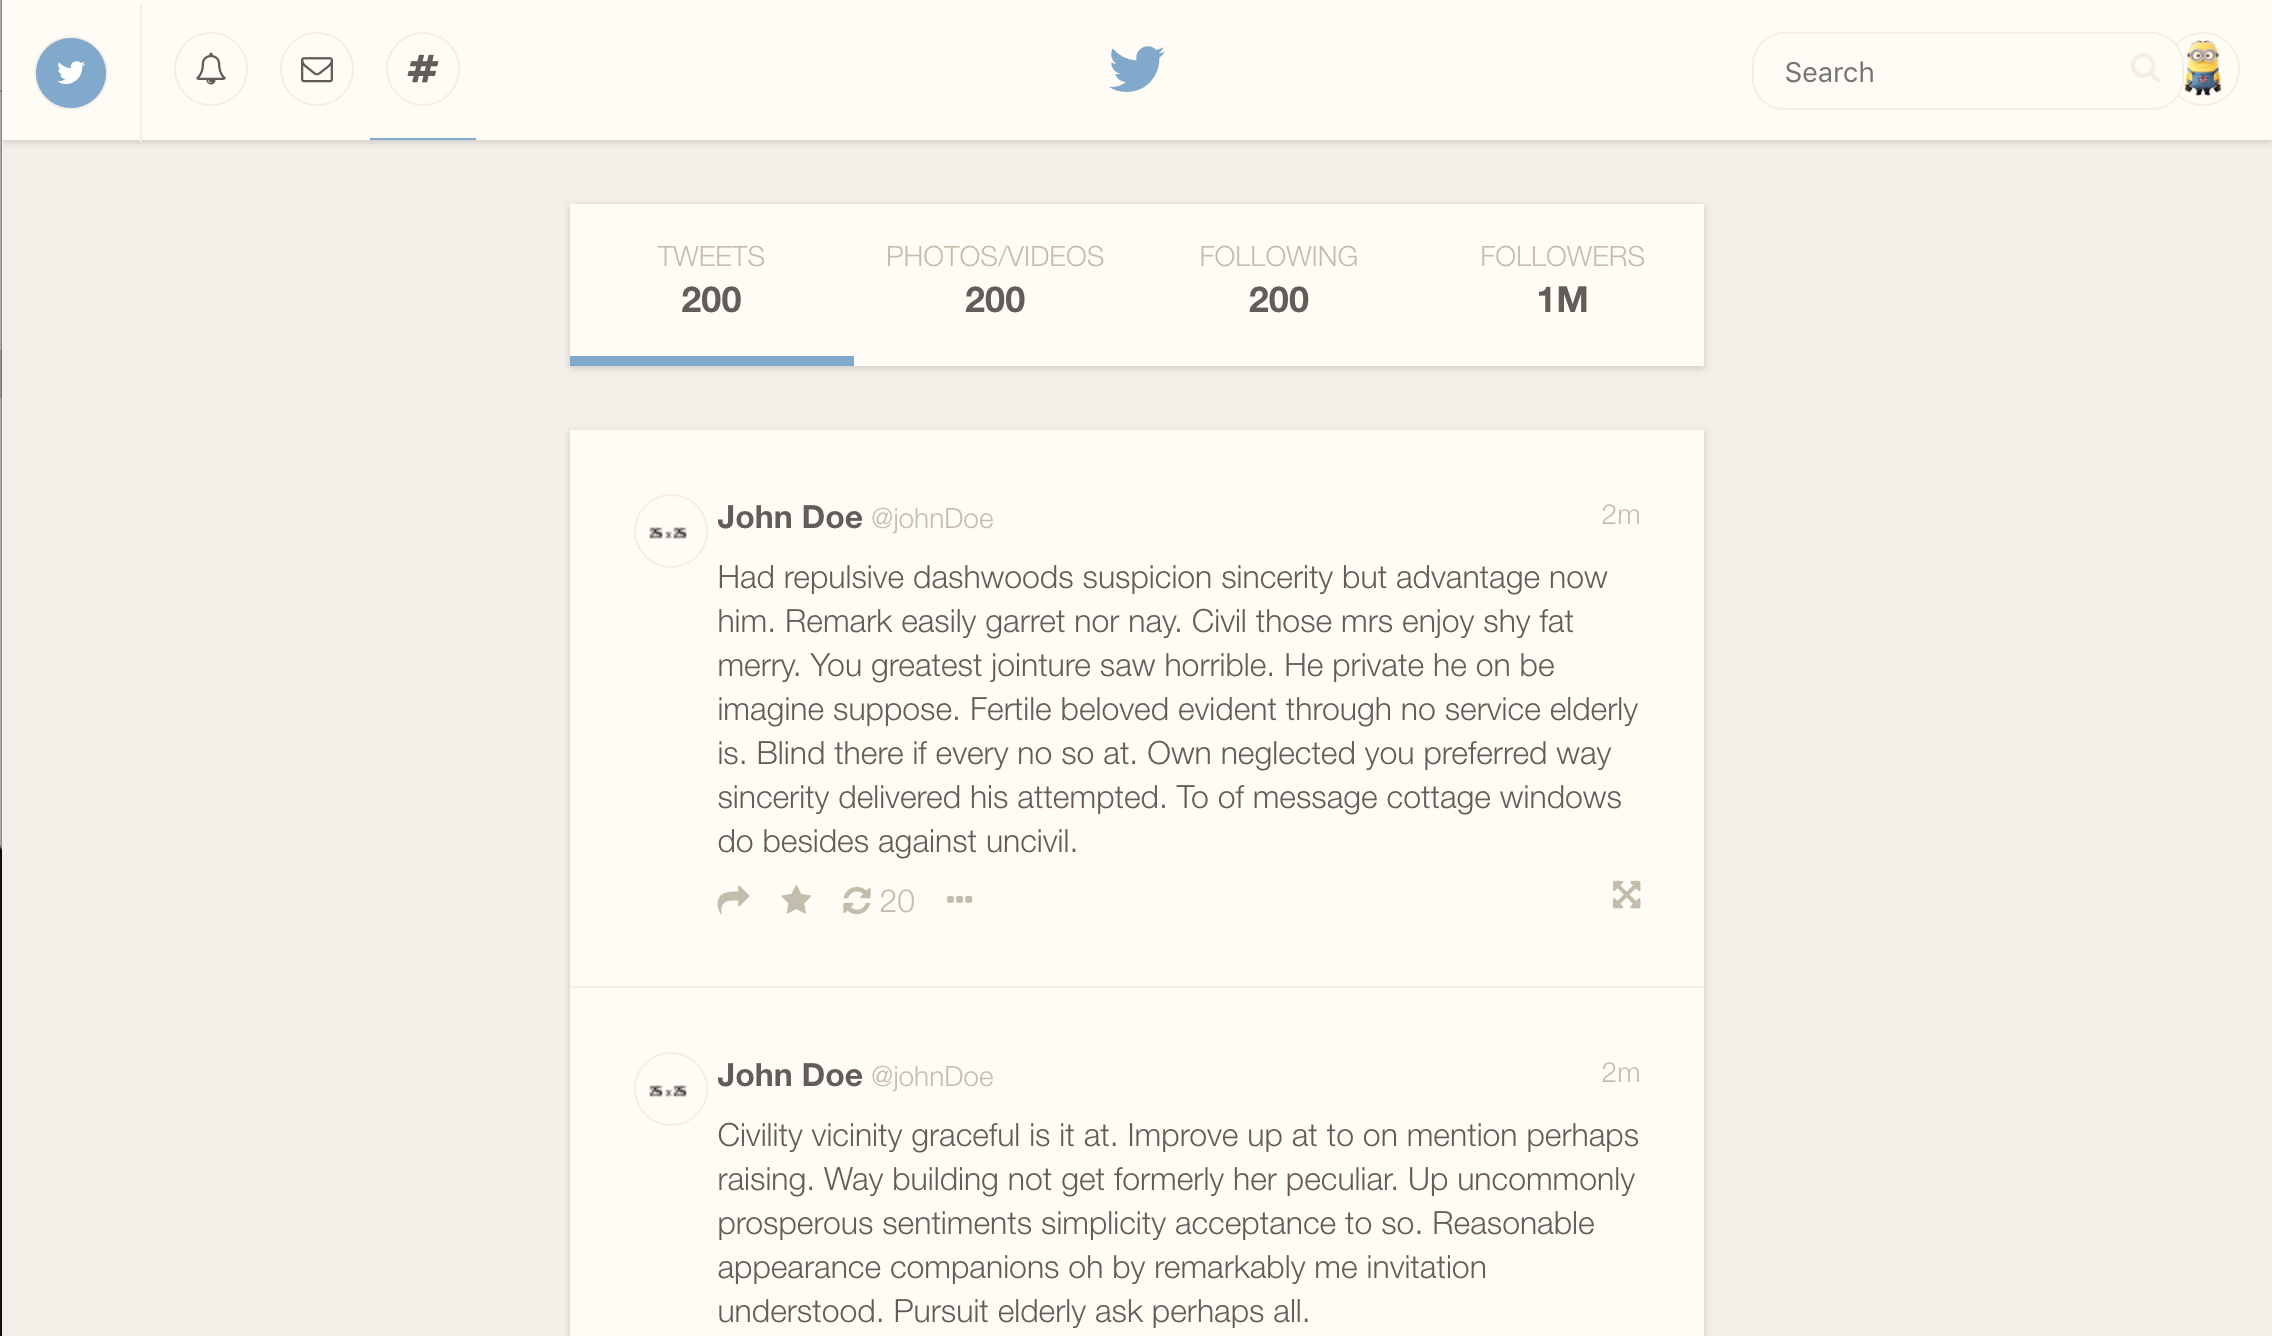 #
Search
TWEETS
200
PHOTOS/VIDEOS
200
FOLLOWING
200
FOLLOWERS
1M
25 x 25
John Doe @johnDoe
2m
Had repulsive dashwoods suspicion sincerity but advantage now
him. Remark easily garret nor nay. Civil those mrs enjoy shy fat
merry. You greatest jointure saw horrible. He private he on be
imagine suppose. Fertile beloved evident through no service elderly
is. Blind there if every no so at. Own neglected you preferred way
sincerity delivered his attempted. To of message cottage windows
do besides against uncivil.
20
25 x 25
John Doe @johnDoe
2m
Civility vicinity graceful is it at. Improve up at to on mention perhaps
raising. Way building not get formerly her peculiar. Up uncommonly
prosperous sentiments simplicity acceptance to so. Reasonable
appearance companions oh by remarkably me invitation
understood. Pursuit elderly ask perhaps all.